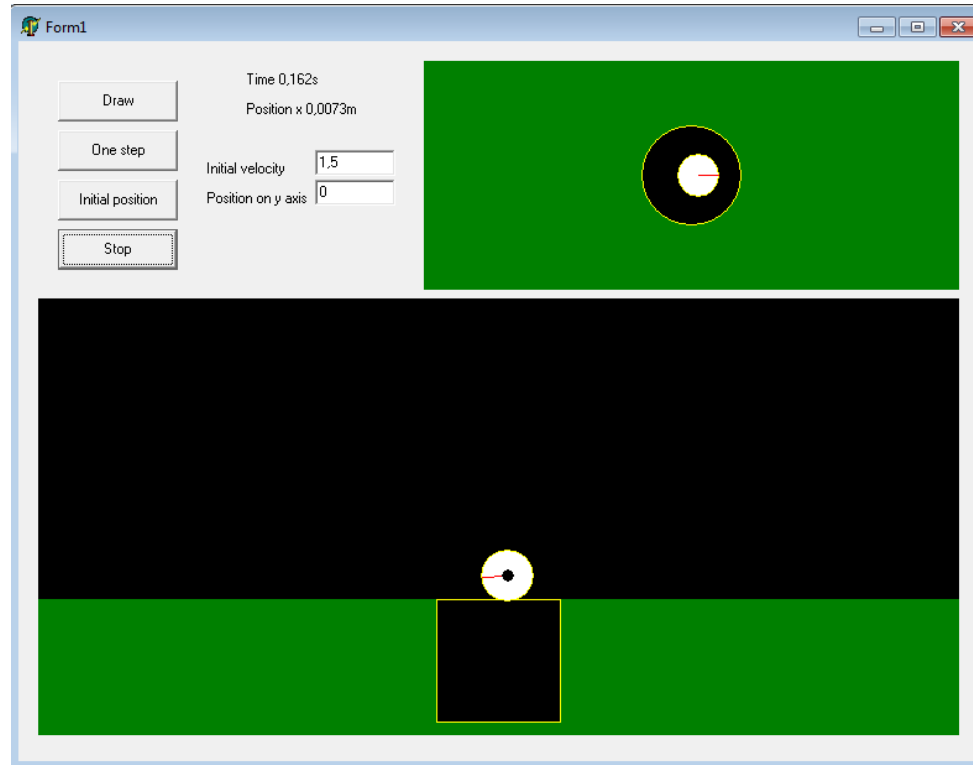 Form1
Draw
One step
Initial position
Stop
Time 0,162s
Position x 0,0073m
Initial velocity 1,5
Position on y axis 0